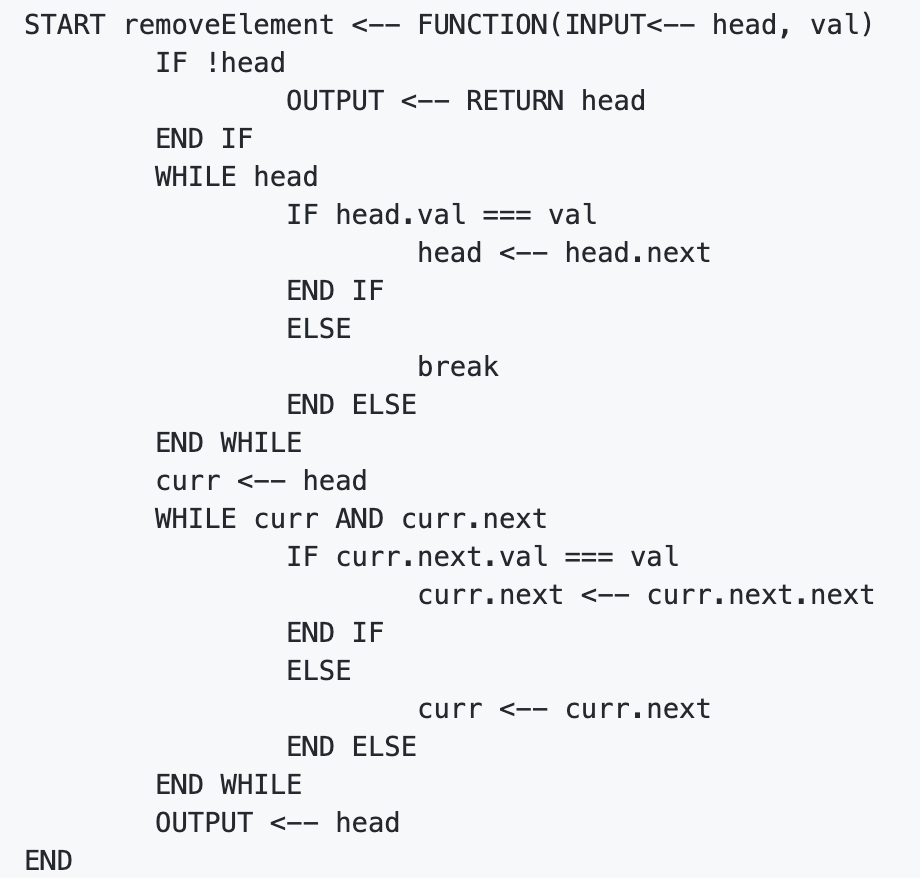 START removeElement <-- FUNCTION(INPUT<-- head, val)
IF !head
OUTPUT <-- RETURN head
END IF
WHILE head
IF head.val === val
head <-- head.next
END IF
ELSE
break
END ELSE
END WHILE
curr <-- head
WHILE curr AND curr.next
IF curr.next.val === val
curr.next <-- curr.next.next
END IF
ELSE
curr <-- curr.next
END ELSE
END WHILE
OUTPUT <-- head
END